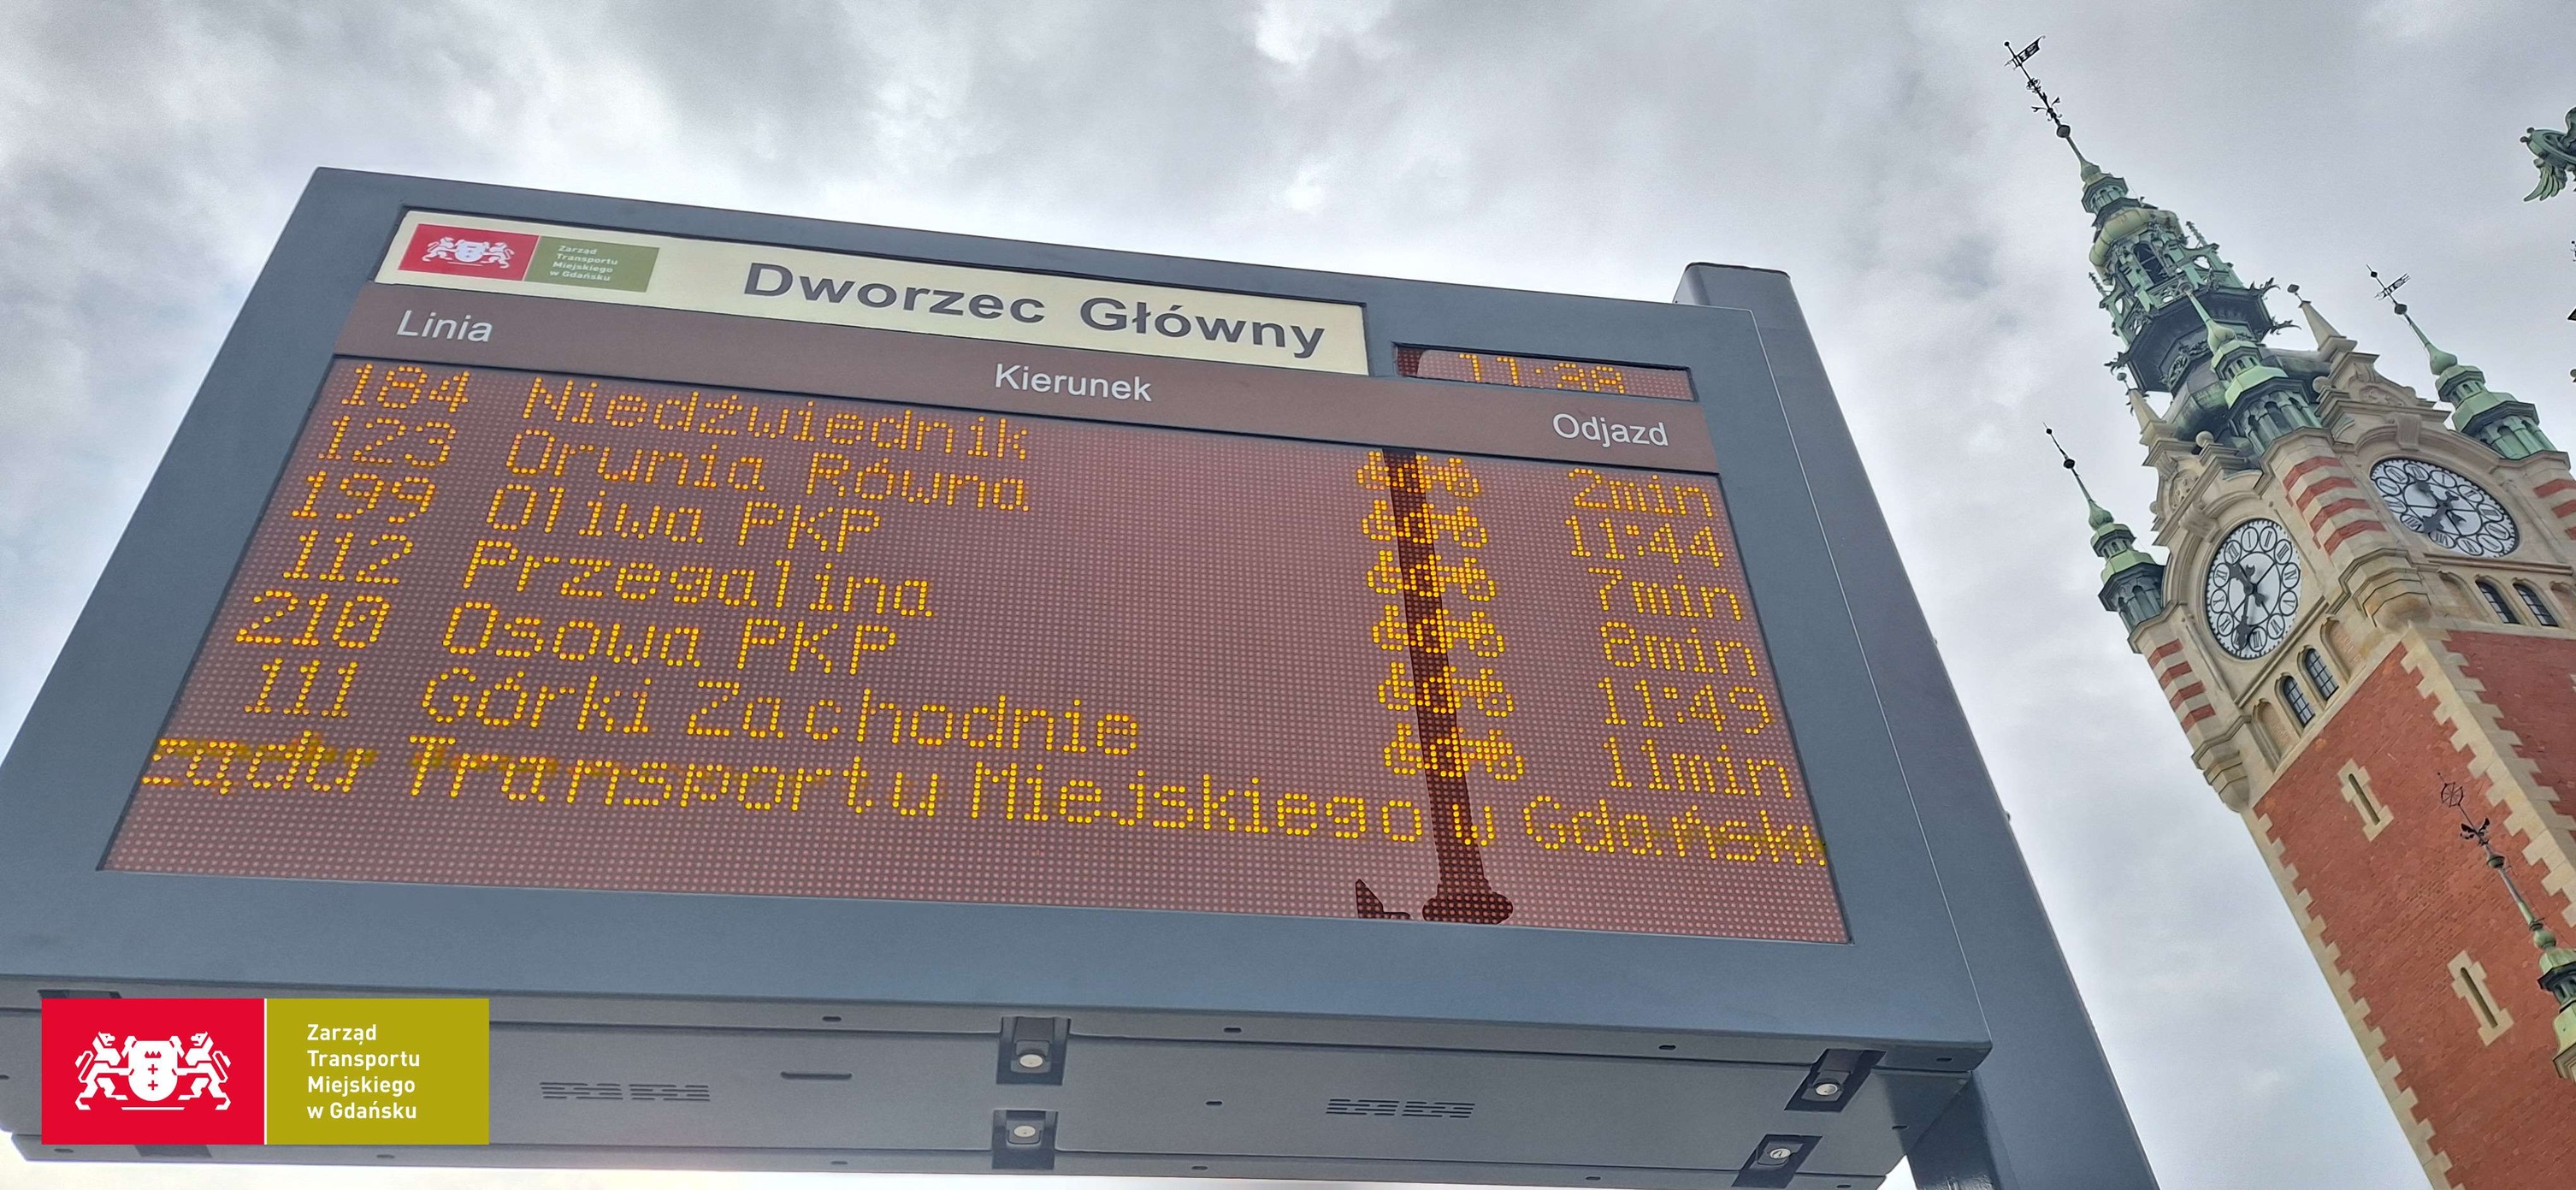 Zarząd
Transportu
Miejskiego
w Gdańsku
Dworzec Główny
Linia Kierunek Odjazd
184 Niedźwiednik 2min
123 Orunia Równa 11:44
199 Oliwa PKP 7min
112 Przegalina 8min
210 Osowa PKP 11:49
111 Górki Zachodnie 11min
Transportu Miejskiego w Gdańsku
Zarząd
Transportu
Miejskiego
w Gdańsku